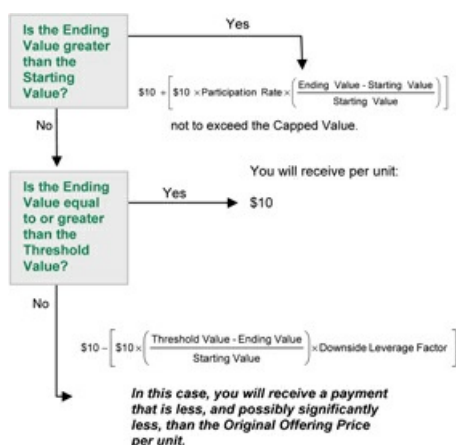 Is the Ending
Value greater
than the
Starting
Value?
Yes
$10 + [$10 × Participation Rate × (Ending Value - Starting Value / Starting Value)]
not to exceed the Capped Value.
No
You will receive per unit:
Is the Ending
Value equal
to or greater
than the
Threshold
Value?
Yes
$10
No
$10 − [$10 × (Threshold Value - Ending Value / Starting Value) × Downside Leverage Factor]
In this case, you will receive a payment
that is less, and possibly significantly
less, than the Original Offering Price
per unit.